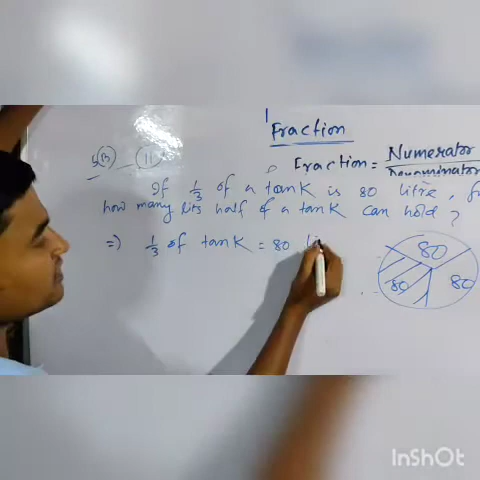 Fraction
Fraction = Numerator
Denominator
If 1/3 of a tank is 80 litre,
how many lits half of a tank can hold?
⇒) 1/3 of tank = 80 li
80
80
80
InShOt